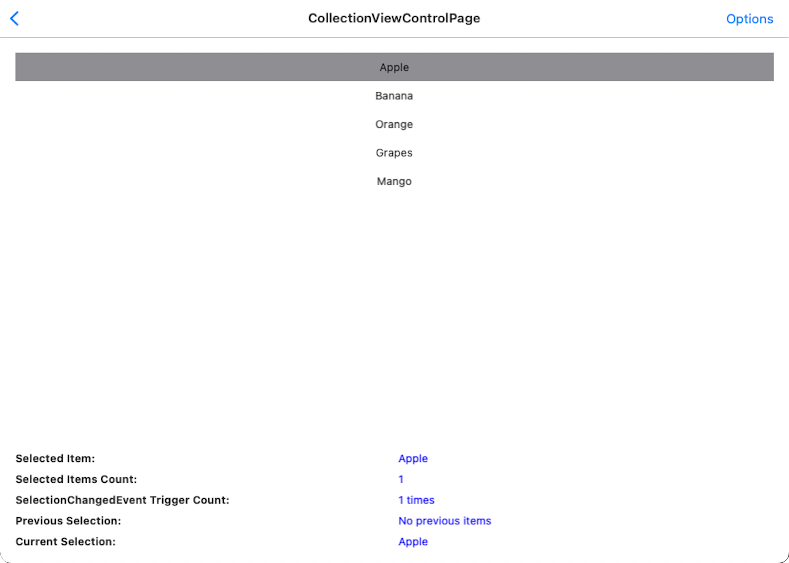 CollectionViewControlPage Options
Apple
Banana
Orange
Grapes
Mango
Selected Item: Apple
Selected Items Count: 1
SelectionChangedEvent Trigger Count: 1 times
Previous Selection: No previous items
Current Selection: Apple